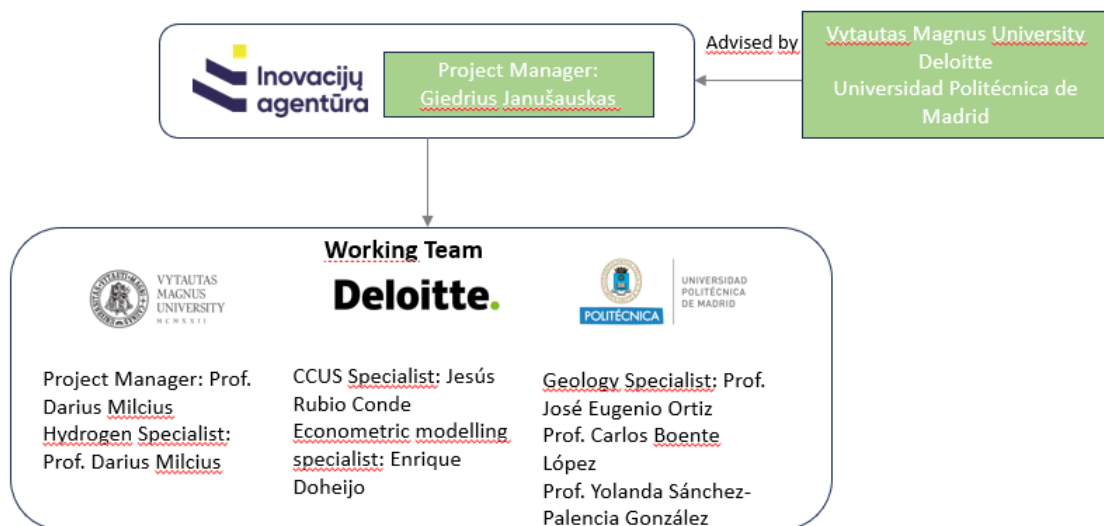 Inovacijų
agentūra
Project Manager:
Giedrius Janušauskas
Advised by
Vytautas Magnus University
Deloitte
Universidad Politécnica de
Madrid
Working Team
VYTAUTAS
MAGNUS
UNIVERSITY
MCMXXII
Deloitte.
POLITÉCNICA
UNIVERSIDAD
POLITÉCNICA
DE MADRID
Project Manager: Prof.
Darius Milcius
Hydrogen Specialist:
Prof. Darius Milcius
CCUS Specialist: Jesús
Rubio Conde
Econometric modelling
specialist: Enrique
Doheijo
Geology Specialist: Prof.
José Eugenio Ortiz
Prof. Carlos Boente
López
Prof. Yolanda Sánchez-
Palencia González